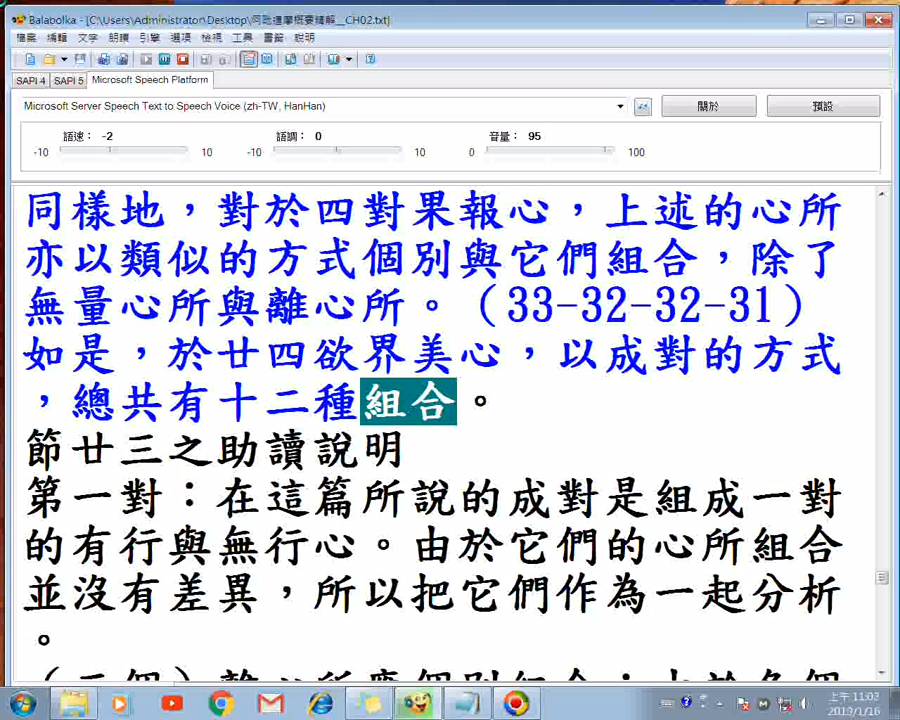 Balabolka - [C:\Users\Administrator\Desktop\阿毗達摩概要精解__CH02.txt]
檔案 編輯 文字 朗讀 引擎 選項 檢視 工具 書籤 說明
SAPI 4 SAPI 5 Microsoft Speech Platform
Microsoft Server Speech Text to Speech Voice (zh-TW, HanHan) 關於 預設
語速： -2 語調： 0 音量： 95
-10 10 -10 10 0 100
同樣地，對於四對果報心，上述的心所
亦以類似的方式個別與它們組合，除了
無量心所與離心所。（33-32-32-31）
如是，於廿四欲界美心，以成對的方式
，總共有十二種組合。
節廿三之助讀說明
第一對：在這篇所說的成對是組成一對
的有行與無行心。由於它們的心所組合
並沒有差異，所以把它們作為一起分析
。
上午 11:03
2019/1/16